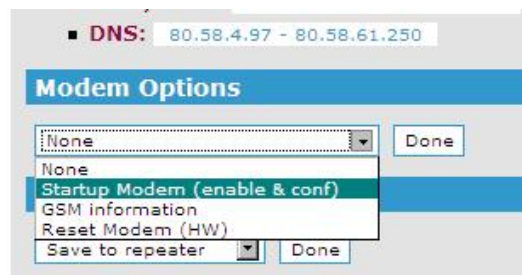 DNS: 80.58.4.97 - 80.58.61.250
Modem Options
None Done
None
Startup Modem (enable & conf)
GSM information
Reset Modem (HW)
Save to repeater Done